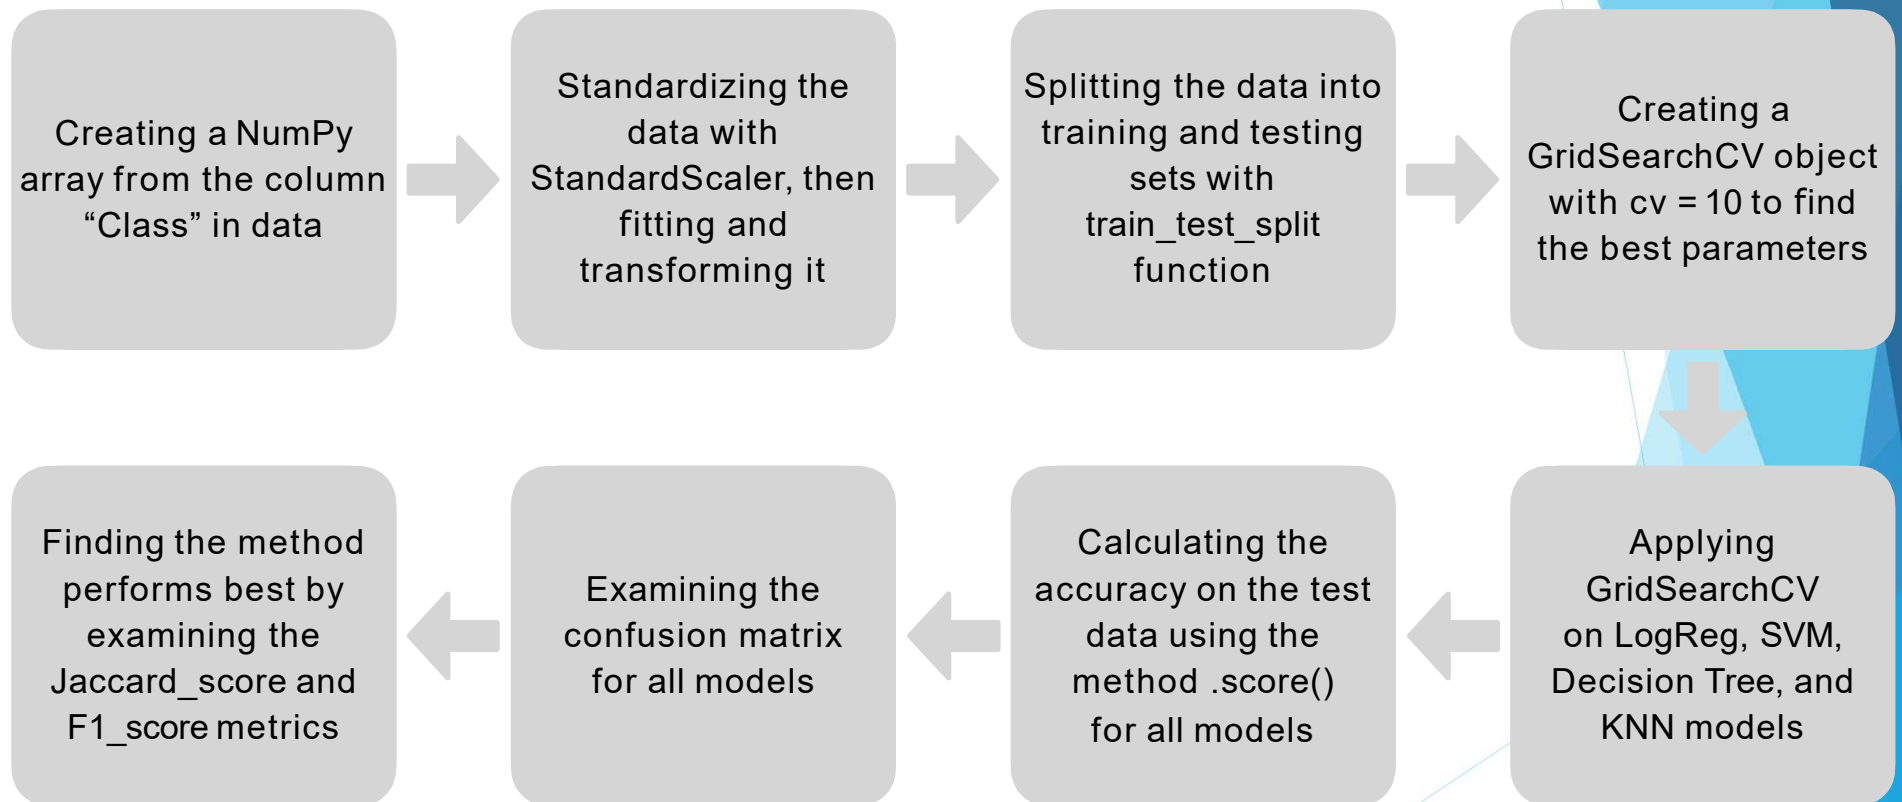 Creating a NumPy
array from the column
“Class” in data
Standardizing the
data with
StandardScaler, then
fitting and
transforming it
Splitting the data into
training and testing
sets with
train_test_split
function
Creating a
GridSearchCV object
with cv = 10 to find
the best parameters
Applying
GridSearchCV
on LogReg, SVM,
Decision Tree, and
KNN models
Calculating the
accuracy on the test
data using the
method .score()
for all models
Examining the
confusion matrix
for all models
Finding the method
performs best by
examining the
Jaccard_score and
F1_score metrics